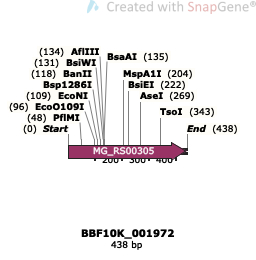 Created with SnapGene®
(134) AflIII
BsaAI (135)
(131) BsiWI
(118) BanII
MspA1I (204)
Bsp1286I
BsiEI (222)
(109) EcoNI
AseI (269)
(96) EcoO109I
TsoI (343)
(48) PflMI
(0) Start
End (438)
MG_RS00305
200 300 400
BBF10K_001972
438 bp